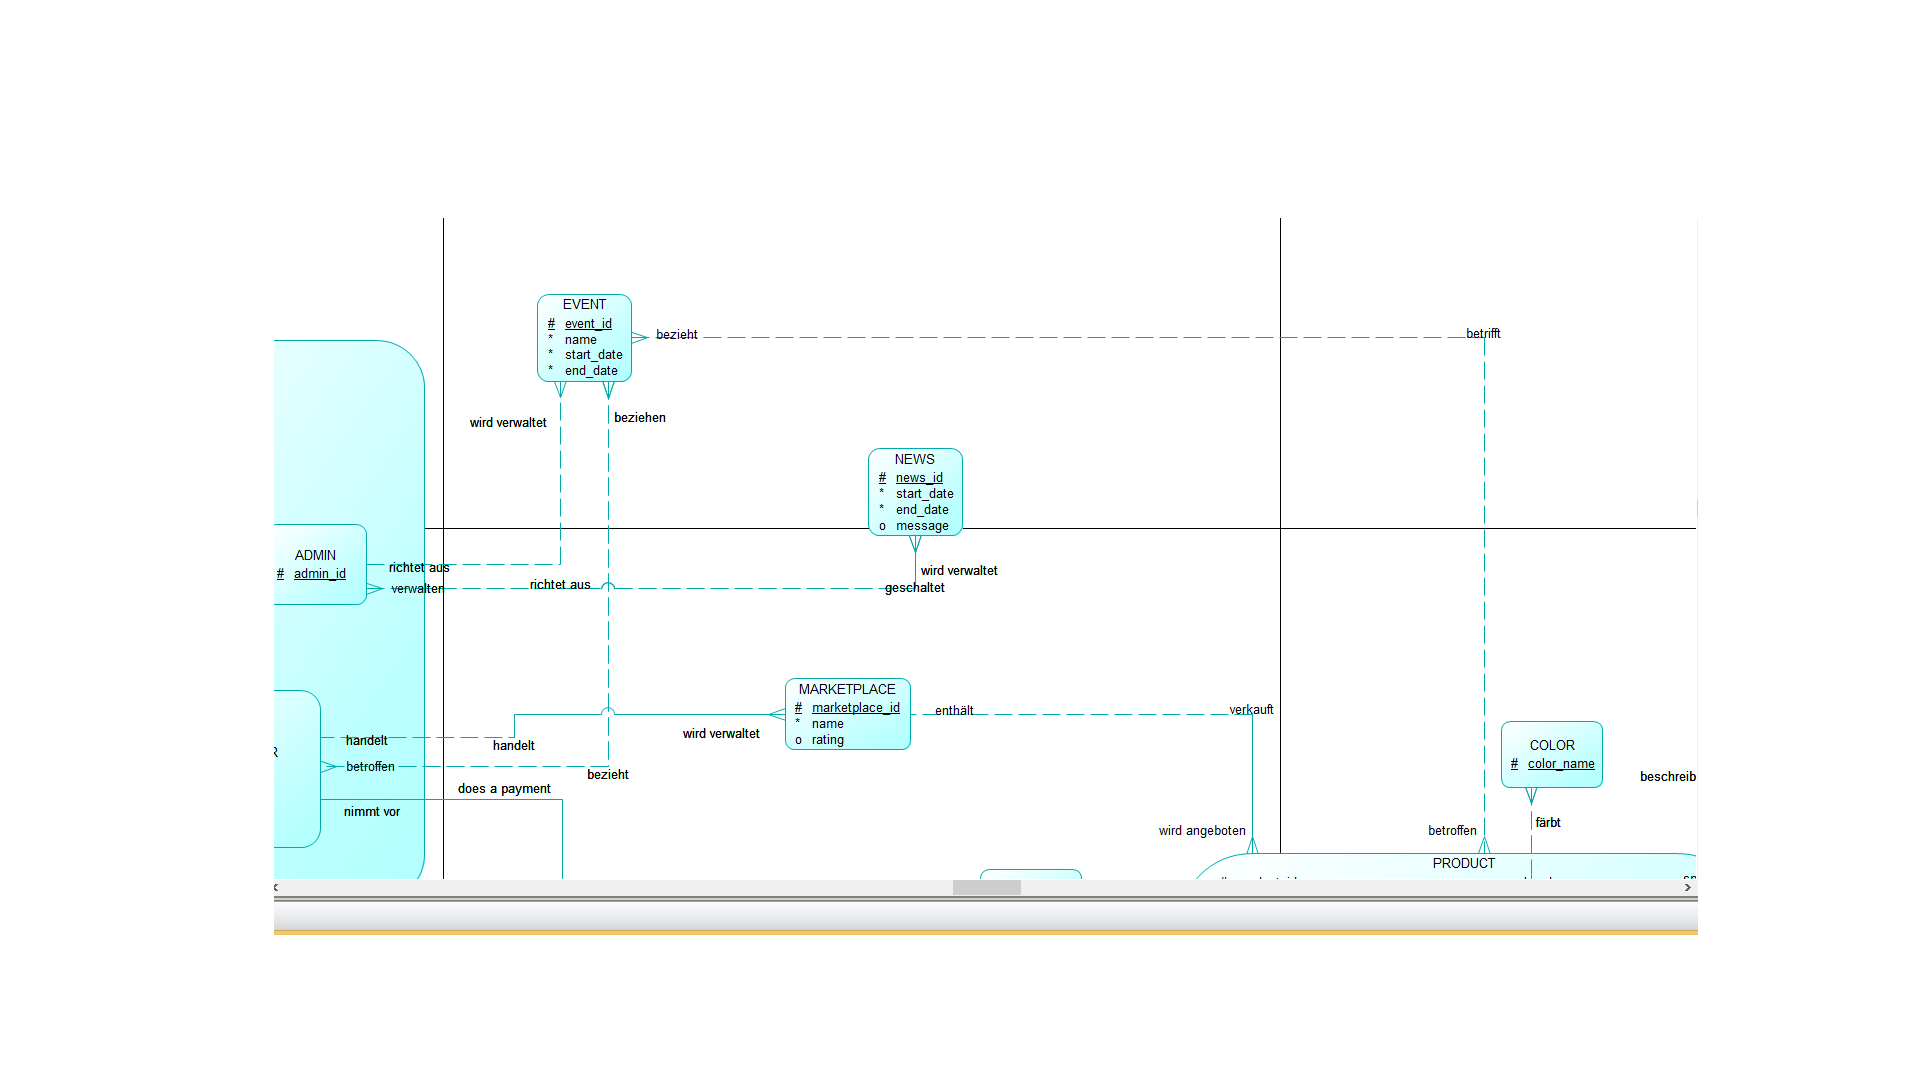 EVENT
# event_id
* name
* start_date
* end_date
bezieht
betrifft
wird verwaltet
beziehen
NEWS
# news_id
* start_date
* end_date
o message
ADMIN
# admin_id
richtet aus
verwalten
richtet aus
wird verwaltet
geschaltet
MARKETPLACE
# marketplace_id
* name
o rating
enthält
verkauft
wird verwaltet
handelt
handelt
R
betroffen
bezieht
does a payment
nimmt vor
COLOR
# color_name
beschreib
färbt
wird angeboten
betroffen
PRODUCT